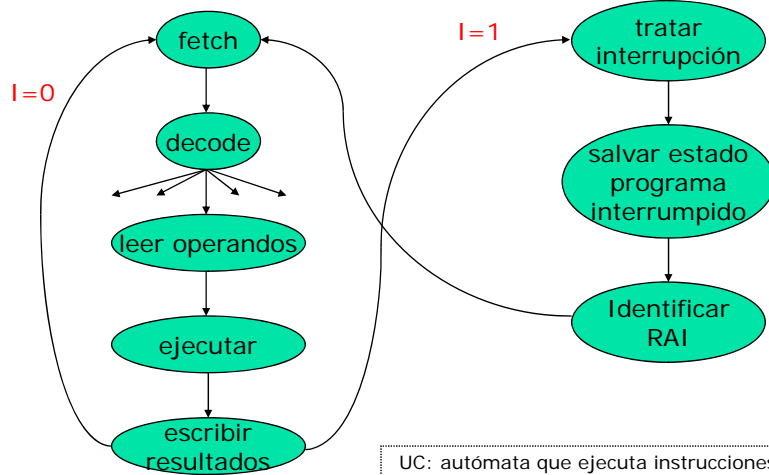 fetch
I=0
decode
leer operandos
ejecutar
escribir
resultados
I=1
tratar
interrupción
salvar estado
programa
interrumpido
Identificar
RAI
UC: autómata que ejecuta instrucciones